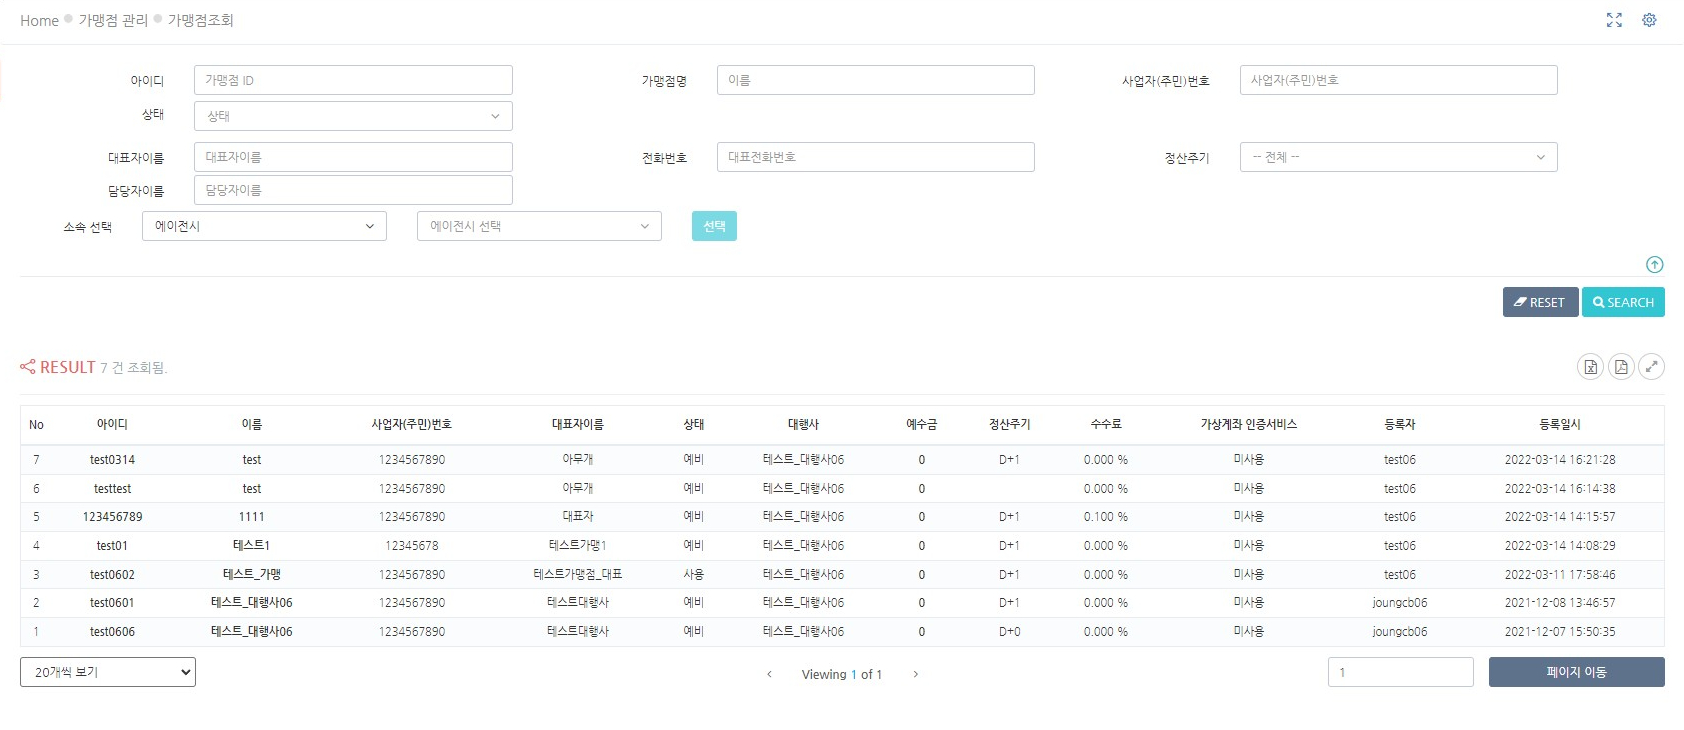 Home 가맹점 관리 가맹점조회
아이디 가맹점 ID 가맹점명 이름 사업자(주민)번호 사업자(주민)번호
상태 상태
대표자이름 대표자이름 전화번호 대표전화번호 정산주기 -- 전체 --
담당자이름 담당자이름
소속 선택 에이전시 에이전시 선택 선택
RESET SEARCH
RESULT 7 건 조회됨.
No 아이디 이름 사업자(주민)번호 대표자이름 상태 대행사 예수금 정산주기 수수료 가상계좌 인증서비스 등록자 등록일시
7 test0314 test 1234567890 아무개 예비 테스트_대행사06 0 D+1 0.000 % 미사용 test06 2022-03-14 16:21:28
6 testtest test 1234567890 아무개 예비 테스트_대행사06 0 0.000 % 미사용 test06 2022-03-14 16:14:38
5 123456789 1111 1234567890 대표자 예비 테스트_대행사06 0 D+1 0.100 % 미사용 test06 2022-03-14 14:15:57
4 test01 테스트1 12345678 테스트가맹1 예비 테스트_대행사06 0 D+1 0.000 % 미사용 test06 2022-03-14 14:08:29
3 test0602 테스트_가맹 1234567890 테스트가맹점_대표 사용 테스트_대행사06 0 D+1 0.000 % 미사용 test06 2022-03-11 17:58:46
2 test0601 테스트_대행사06 1234567890 테스트대행사 예비 테스트_대행사06 0 D+1 0.000 % 미사용 joungcb06 2021-12-08 13:46:57
1 test0606 테스트_대행사06 1234567890 테스트대행사 예비 테스트_대행사06 0 D+0 0.000 % 미사용 joungcb06 2021-12-07 15:50:35
20개씩 보기 ‹ Viewing 1 of 1 › 1 페이지 이동